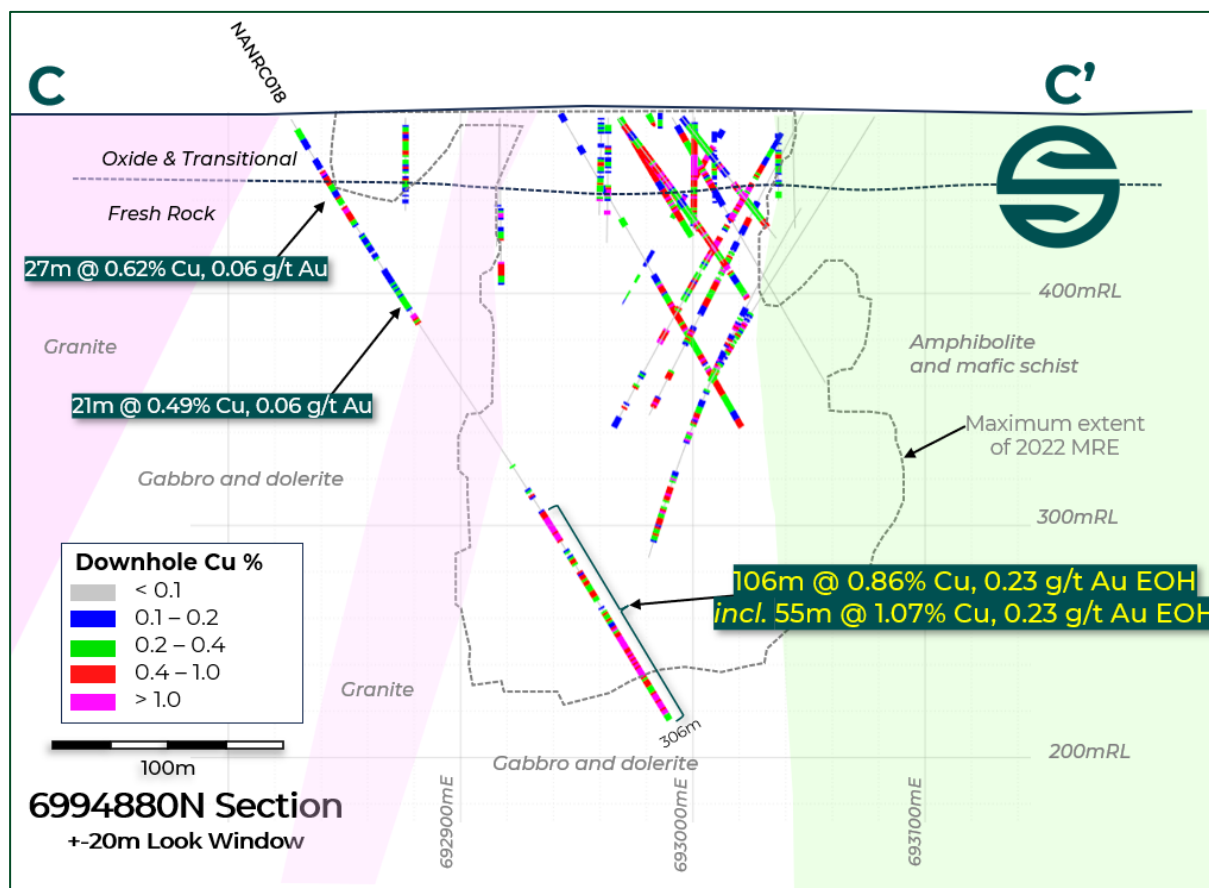 C
NANRC018
C’
Oxide & Transitional
Fresh Rock
27m @ 0.62% Cu, 0.06 g/t Au
400mRL
Granite
Amphibolite
and mafic schist
21m @ 0.49% Cu, 0.06 g/t Au
Maximum extent
of 2022 MRE
Gabbro and dolerite
300mRL
Downhole Cu %
< 0.1
0.1 – 0.2
0.2 – 0.4
0.4 – 1.0
> 1.0
106m @ 0.86% Cu, 0.23 g/t Au EOH
incl. 55m @ 1.07% Cu, 0.23 g/t Au EOH
Granite
306m
100m
Gabbro and dolerite
200mRL
6994880N Section
+-20m Look Window
692900mE
693000mE
693100mE